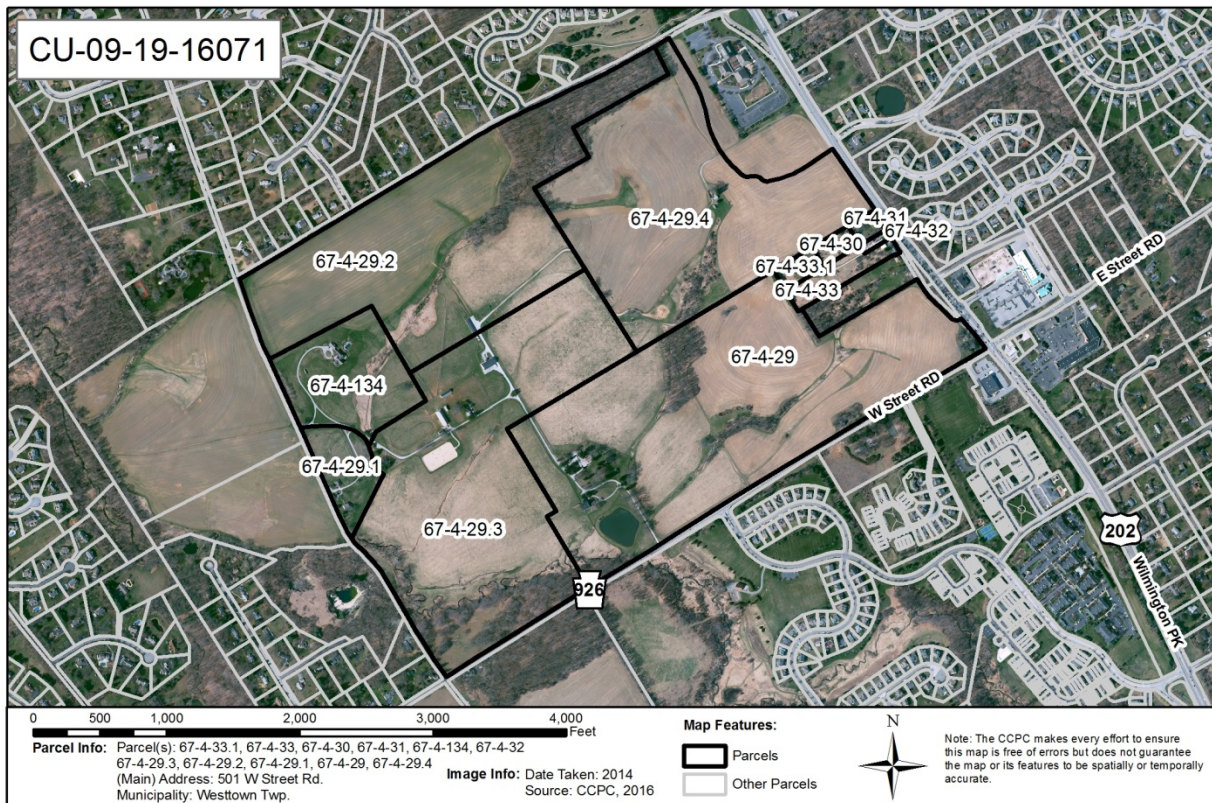 CU-09-19-16071
67-4-31
67-4-32
67-4-29.4
67-4-30
67-4-29.2
67-4-33.1
67-4-33
E Street RD
67-4-29
67-4-134
W Street RD
67-4-29.1
67-4-29.3
202
926
Wilmington PK
0 500 1,000 2,000 3,000 4,000
Feet
Parcel Info: Parcel(s): 67-4-33.1, 67-4-33, 67-4-30, 67-4-31, 67-4-134, 67-4-32
67-4-29.3, 67-4-29.2, 67-4-29.1, 67-4-29, 67-4-29.4
(Main) Address: 501 W Street Rd.
Municipality: Westtown Twp.
Image Info: Date Taken: 2014
Source: CCPC, 2016
Map Features:
Parcels
Other Parcels
N
Note: The CCPC makes every effort to ensure
this map is free of errors but does not guarantee
the map or its features to be spatially or temporally
accurate.